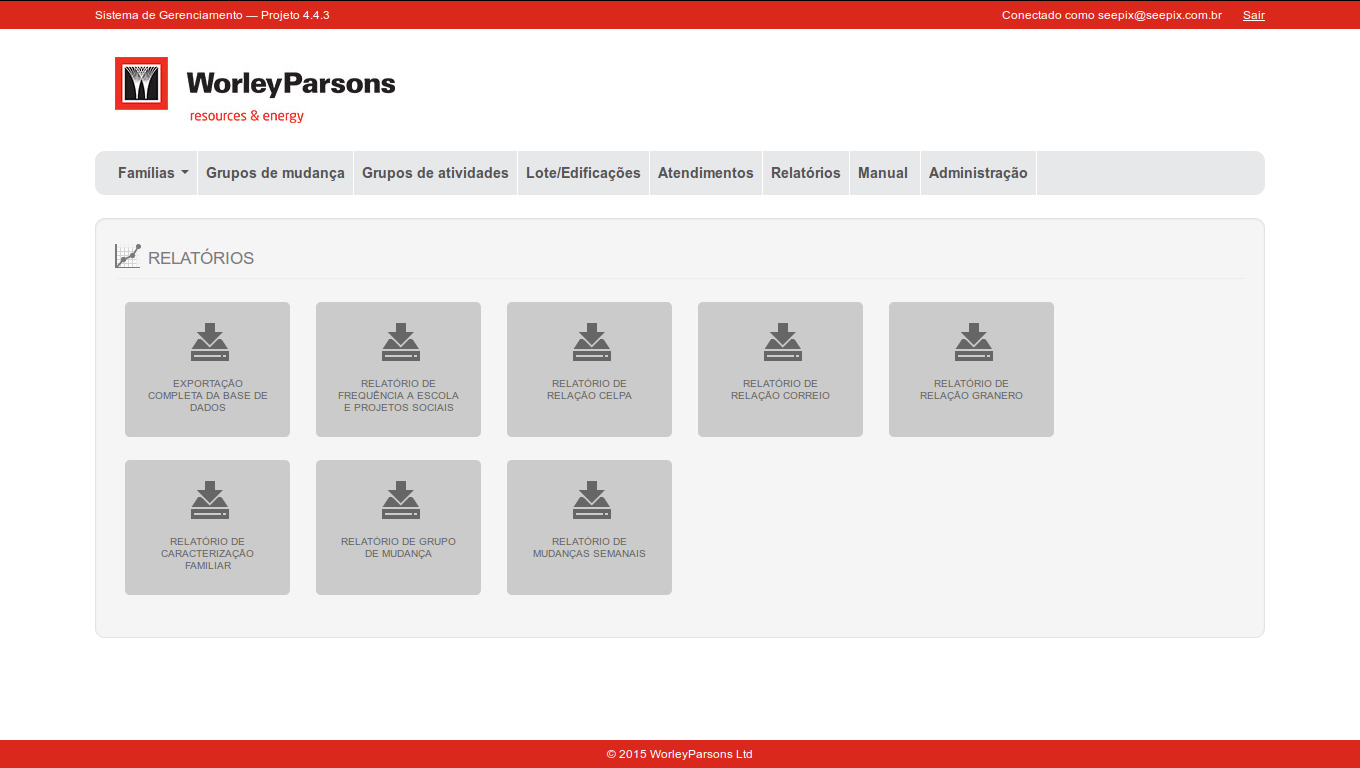 Sistema de Gerenciamento — Projeto 4.4.3
Conectado como seepix@seepix.com.br Sair
WorleyParsons
resources & energy
Famílias Grupos de mudança Grupos de atividades Lote/Edificações Atendimentos Relatórios Manual Administração
RELATÓRIOS
EXPORTAÇÃO
COMPLETA DA BASE DE
DADOS
RELATÓRIO DE
FREQUÊNCIA A ESCOLA
E PROJETOS SOCIAIS
RELATÓRIO DE
RELAÇÃO CELPA
RELATÓRIO DE
RELAÇÃO CORREIO
RELATÓRIO DE
RELAÇÃO GRANERO
RELATÓRIO DE
CARACTERIZAÇÃO
FAMILIAR
RELATÓRIO DE GRUPO
DE MUDANÇA
RELATÓRIO DE
MUDANÇAS SEMANAIS
© 2015 WorleyParsons Ltd